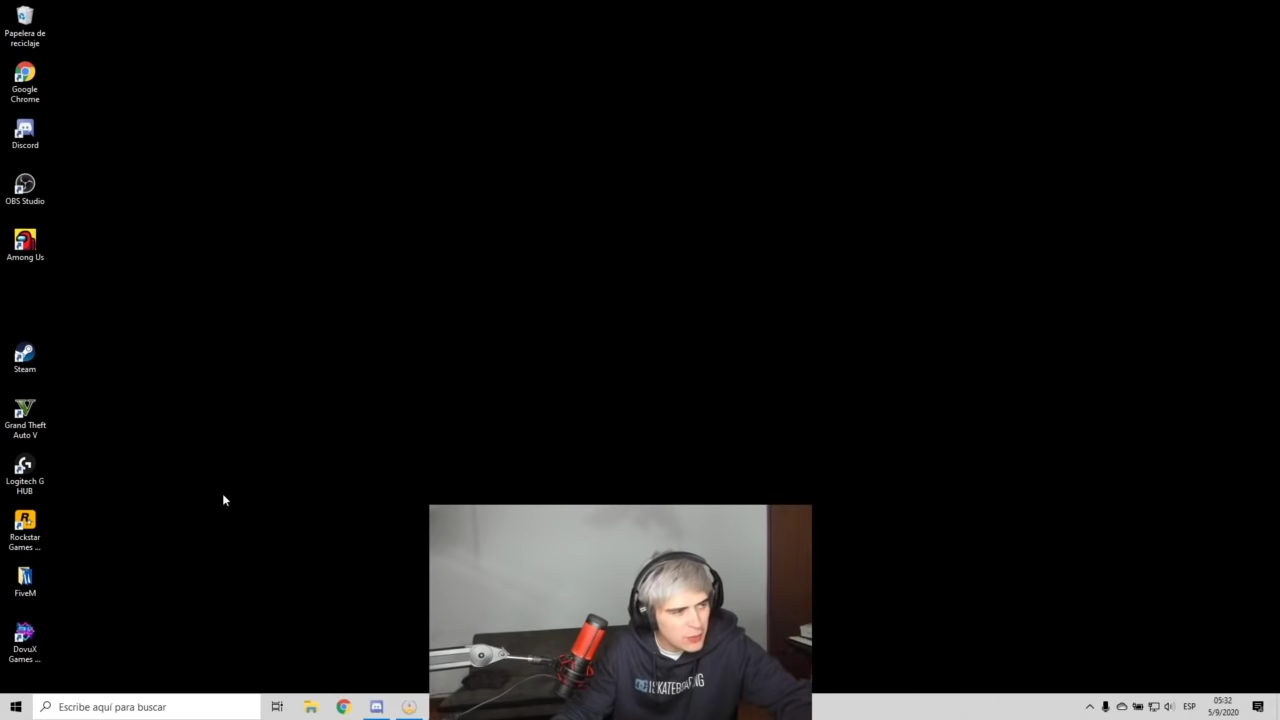 Papelera de
reciclaje
Google
Chrome
Discord
OBS Studio
Among Us
Steam
Grand Theft
Auto V
Logitech G
HUB
Rockstar
Games ...
FiveM
DovuX
Games ...
Escribe aquí para buscar
ESP
05:32
5/9/2020